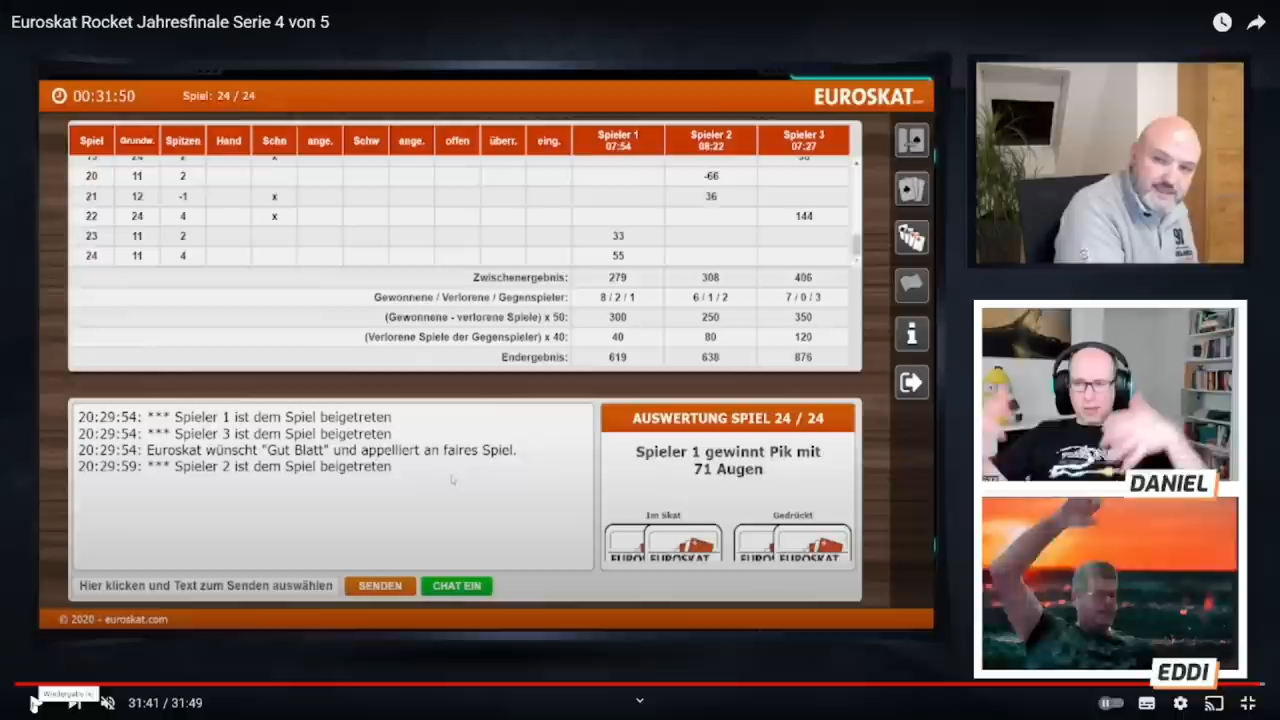 Euroskat Rocket Jahresfinale Serie 4 von 5
00:31:50 Spiel: 24 / 24 EUROSKAT.com
Spiel Grundw. Spitzen Hand Schn ange. Schw ange. offen überr. eing. Spieler 1 07:54 Spieler 2 08:22 Spieler 3 07:27
20 11 2 -66
21 12 -1 x 36
22 24 4 x 144
23 11 2 33
24 11 4 55
Zwischenergebnis: 279 308 406
Gewonnene / Verlorene / Gegenspieler: 8 / 2 / 1 6 / 1 / 2 7 / 0 / 3
(Gewonnene - verlorene Spiele) x 50: 300 250 350
(Verlorene Spiele der Gegenspieler) x 40: 40 80 120
Endergebnis: 619 638 876
20:29:54: *** Spieler 1 ist dem Spiel beigetreten
20:29:54: *** Spieler 3 ist dem Spiel beigetreten
20:29:54: Euroskat wünscht "Gut Blatt" und appelliert an faires Spiel.
20:29:59: *** Spieler 2 ist dem Spiel beigetreten
Hier klicken und Text zum Senden auswählen SENDEN CHAT EIN
AUSWERTUNG SPIEL 24 / 24
Spieler 1 gewinnt Pik mit
71 Augen
Im Skat Gedrückt
EUROSKAT EUROSKAT
© 2020 - euroskat.com
DANIEL
EDDI
31:41 / 31:49